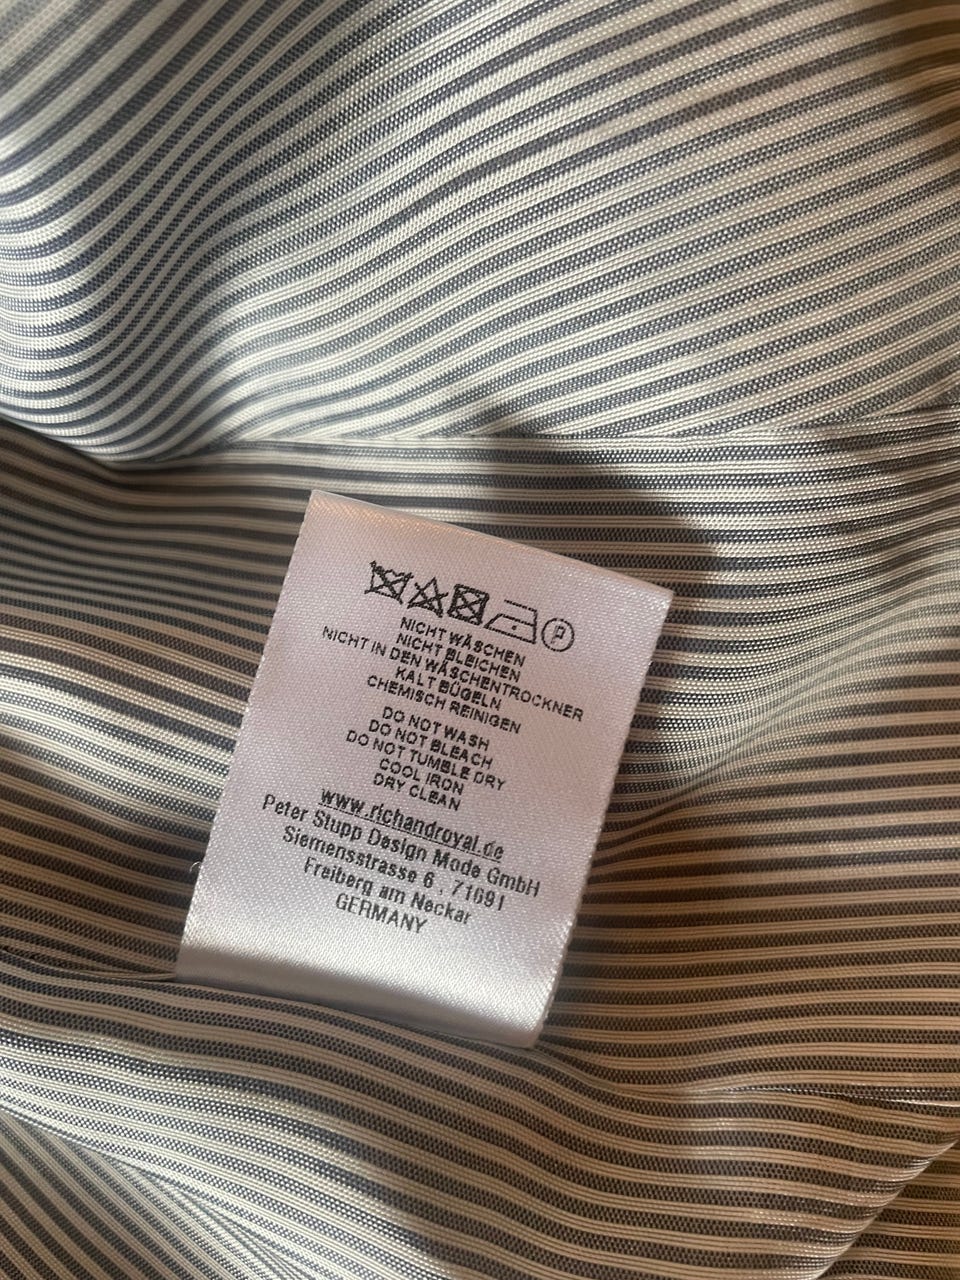 P
NICHT WÄSCHEN
NICHT BLEICHEN
NICHT IN DEN WÄSCHENTROCKNER
KALT BÜGELN
CHEMISCH REINIGEN
DO NOT WASH
DO NOT BLEACH
DO NOT TUMBLE DRY
COOL IRON
DRY CLEAN
www.richandroyal.de
Peter Stupp Design Mode GmbH
Siemensstrasse 6 . 71691
Freiberg am Neckar
GERMANY